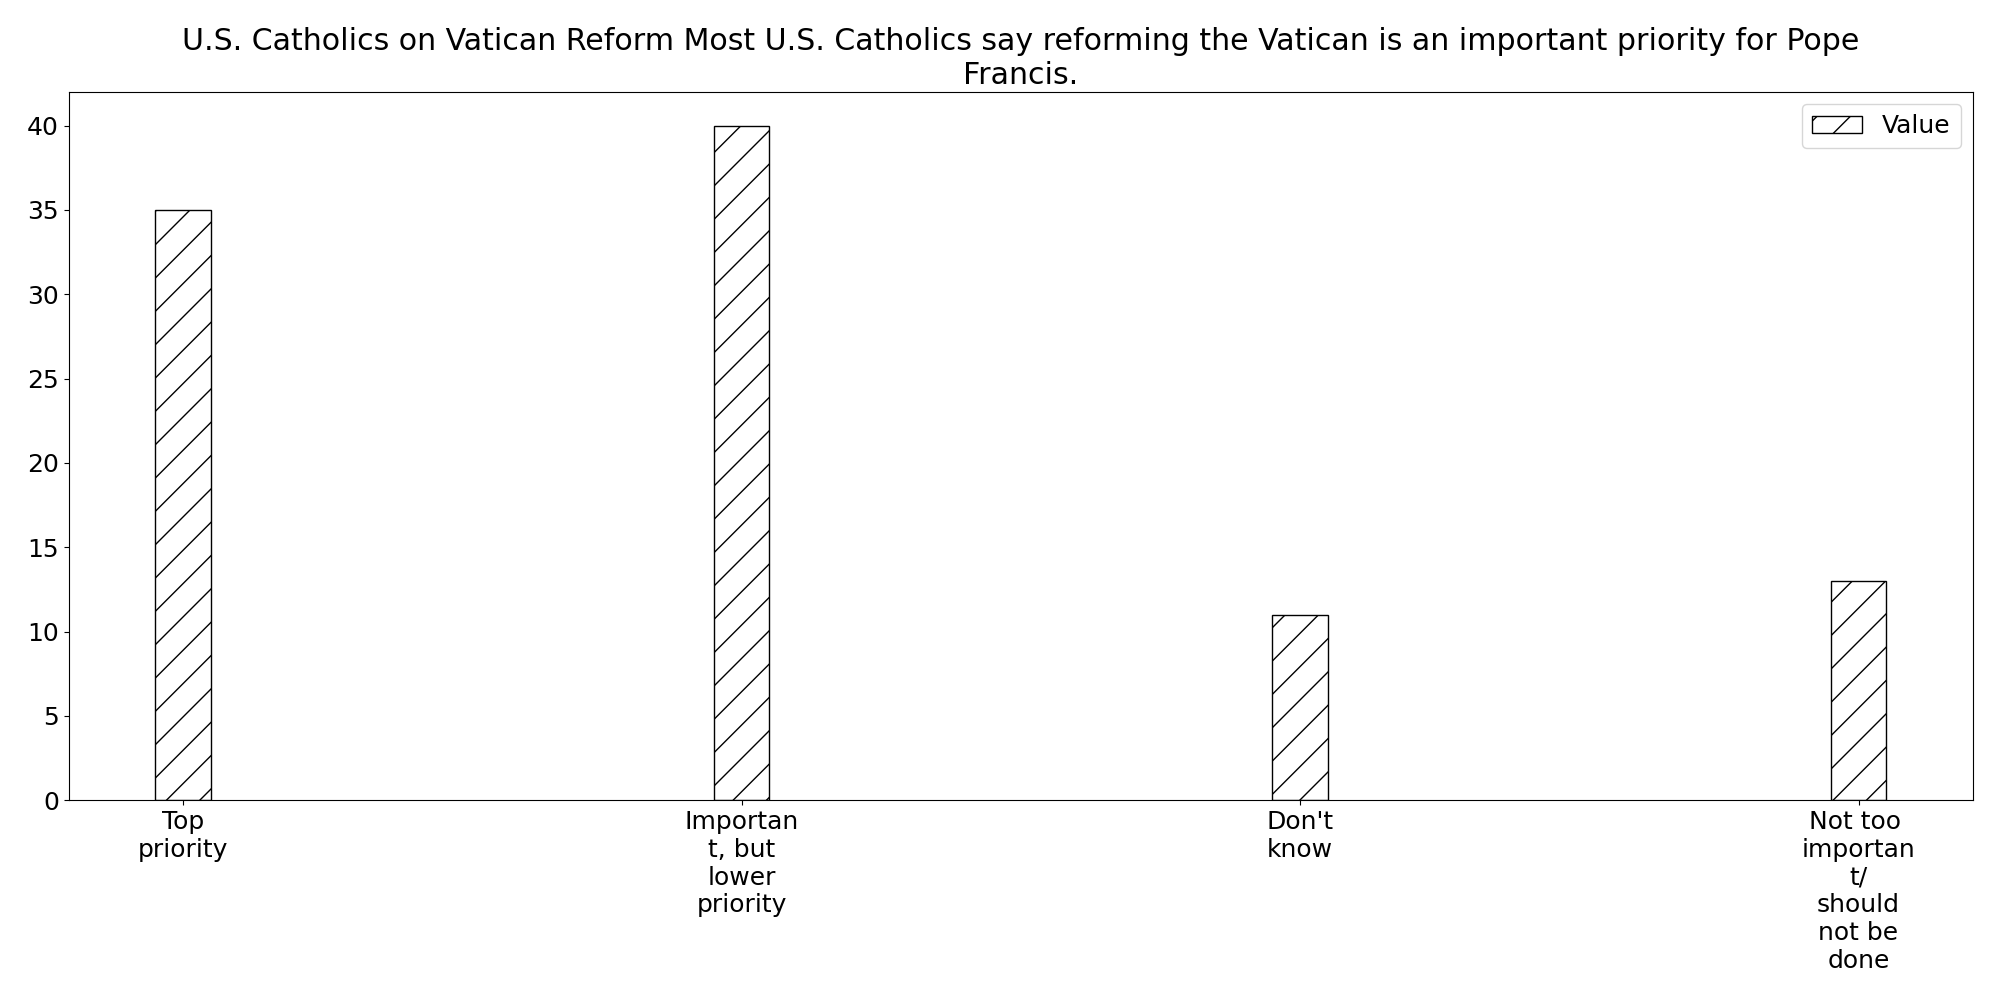 U.S. Catholics on Vatican Reform Most U.S. Catholics say reforming the Vatican is an important priority for Pope
Francis.
Value
40
35
30
25
20
15
10
5
0
Top
priority
Importan
t, but
lower
priority
Don't
know
Not too
importan
t/
should
not be
done